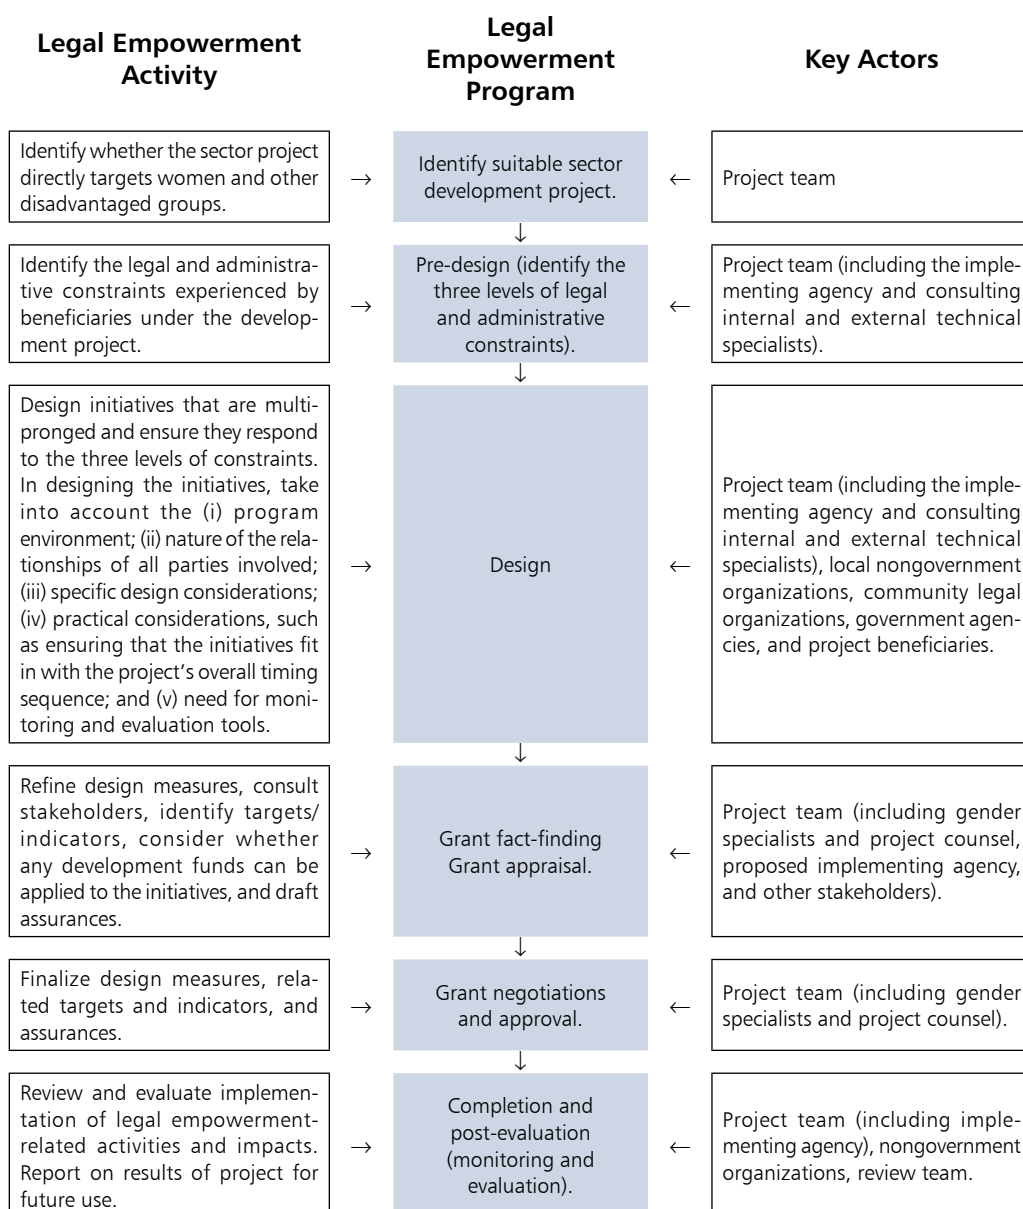 Legal Empowerment
Activity
Legal
Empowerment
Program
Key Actors
Identify whether the sector project
directly targets women and other
disadvantaged groups.
→
Identify suitable sector
development project.
←
Project team
↓
Identify the legal and administra-
tive constraints experienced by
beneficiaries under the develop-
ment project.
→
Pre-design (identify the
three levels of legal
and administrative
constraints).
←
Project team (including the imple-
menting agency and consulting
internal and external technical
specialists).
↓
Design initiatives that are multi-
pronged and ensure they respond
to the three levels of constraints.
In designing the initiatives, take
into account the (i) program
environment; (ii) nature of the rela-
tionships of all parties involved;
(iii) specific design considerations;
(iv) practical considerations, such
as ensuring that the initiatives fit
in with the project's overall timing
sequence; and (v) need for moni-
toring and evaluation tools.
→
Design
←
Project team (including the imple-
menting agency and consulting
internal and external technical
specialists), local nongovernment
organizations, community legal
organizations, government agen-
cies, and project beneficiaries.
↓
Refine design measures, consult
stakeholders, identify targets/
indicators, consider whether
any development funds can be
applied to the initiatives, and draft
assurances.
→
Grant fact-finding
Grant appraisal.
←
Project team (including gender
specialists and project counsel,
proposed implementing agency,
and other stakeholders).
↓
Finalize design measures, rela-
ted targets and indicators, and
assurances.
→
Grant negotiations
and approval.
←
Project team (including gender
specialists and project counsel).
↓
Review and evaluate implemen-
tation of legal empowerment-
related activities and impacts.
Report on results of project for
future use.
→
Completion and
post-evaluation
(monitoring and
evaluation).
←
Project team (including imple-
menting agency), nongovernment
organizations, review team.